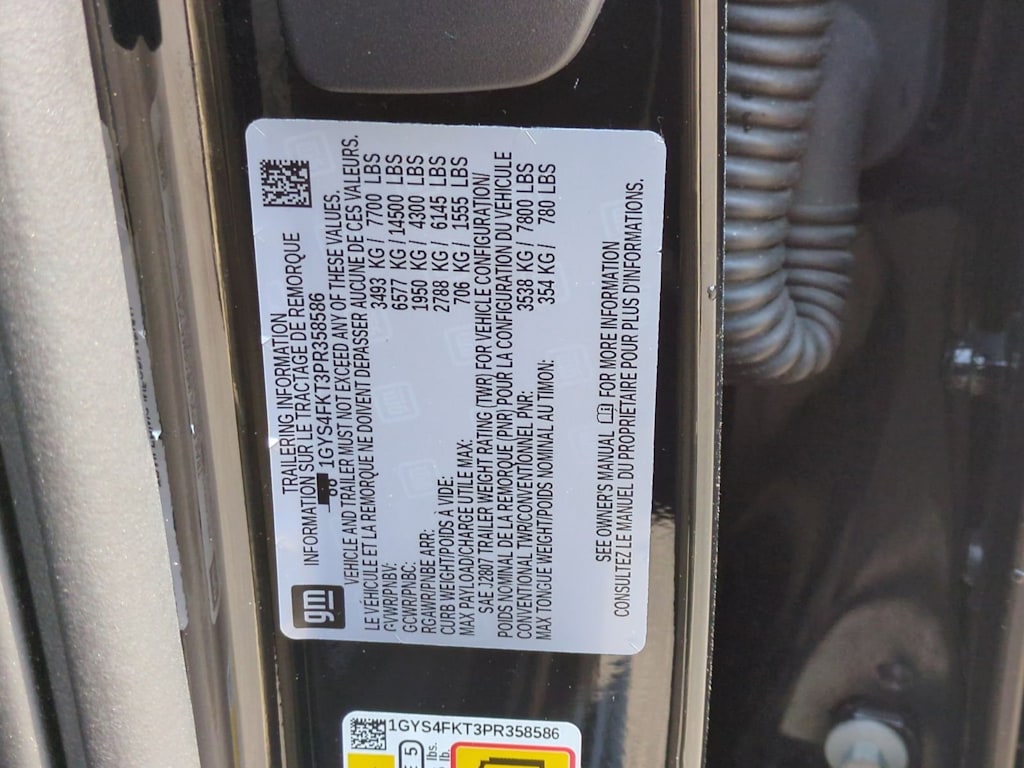 TRAILERING INFORMATION
INFORMATION SUR LE TRACTAGE DE REMORQUE
gm
1GYS4FKT3PR358586
VEHICLE AND TRAILER MUST NOT EXCEED ANY OF THESE VALUES.
LE VÉHICULE ET LA REMORQUE NE DOIVENT DÉPASSER AUCUNE DE CES VALEURS.
GVWR/PNBV: 3493 KG / 7700 LBS
GCWR/PNBC: 6577 KG / 14500 LBS
RGAWR/PNBE ARR: 1950 KG / 4300 LBS
CURB WEIGHT/POIDS À VIDE: 2788 KG / 6145 LBS
MAX PAYLOAD/CHARGE UTILE MAX: 706 KG / 1555 LBS
SAE J2807 TRAILER WEIGHT RATING (TWR) FOR VEHICLE CONFIGURATION/
POIDS NOMINAL DE LA REMORQUE (PNR) POUR LA CONFIGURATION DU VÉHICULE
CONVENTIONAL TWR/CONVENTIONNEL PNR: 3538 KG / 7800 LBS
MAX TONGUE WEIGHT/POIDS NOMINAL AU TIMON: 354 KG / 780 LBS
SEE OWNER'S MANUAL FOR MORE INFORMATION
CONSULTEZ LE MANUEL DU PROPRIÉTAIRE POUR PLUS D'INFORMATIONS.
1GYS4FKT3PR358586
E 5
lbs.
lb.